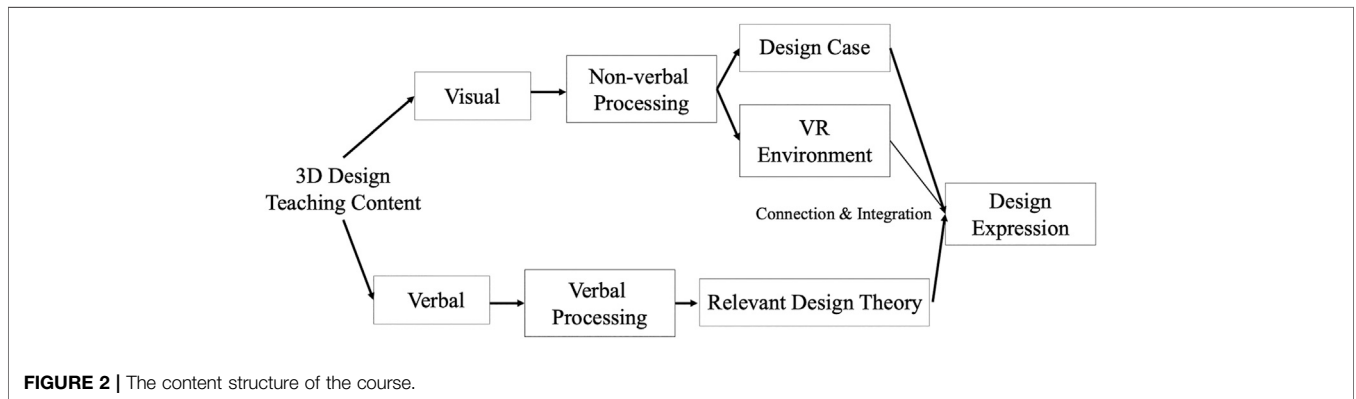 Design Case
Visual
Non-verbal
Processing
VR
Environment
3D Design
Teaching Content
Connection & Integration
Design
Expression
Verbal
Verbal
Processing
Relevant Design Theory
FIGURE 2 | The content structure of the course.